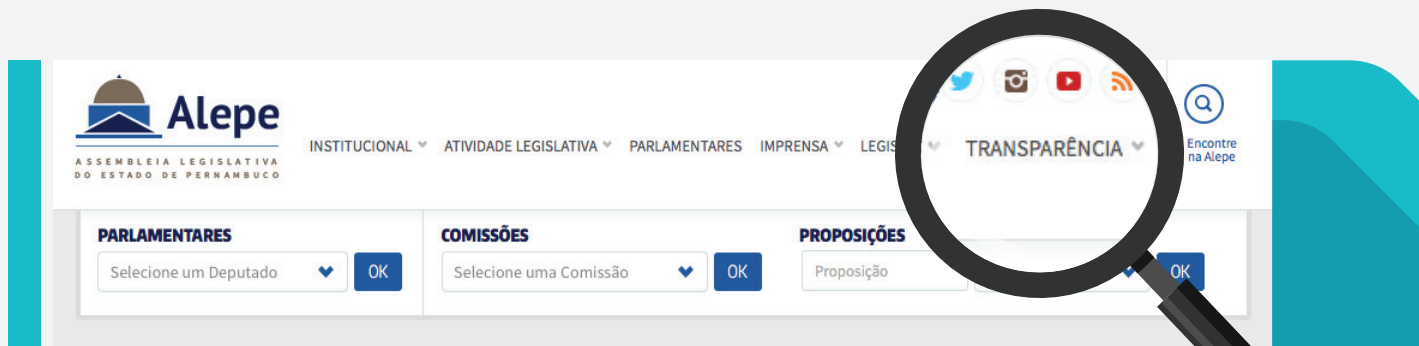 Alepe
ASSEMBLEIA LEGISLATIVA
DO ESTADO DE PERNAMBUCO
INSTITUCIONAL ATIVIDADE LEGISLATIVA PARLAMENTARES IMPRENSA TRANSPARÊNCIA
Encontre
na Alepe
PARLAMENTARES COMISSÕES PROPOSIÇÕES
Selecione um Deputado OK Selecione uma Comissão OK Proposição OK